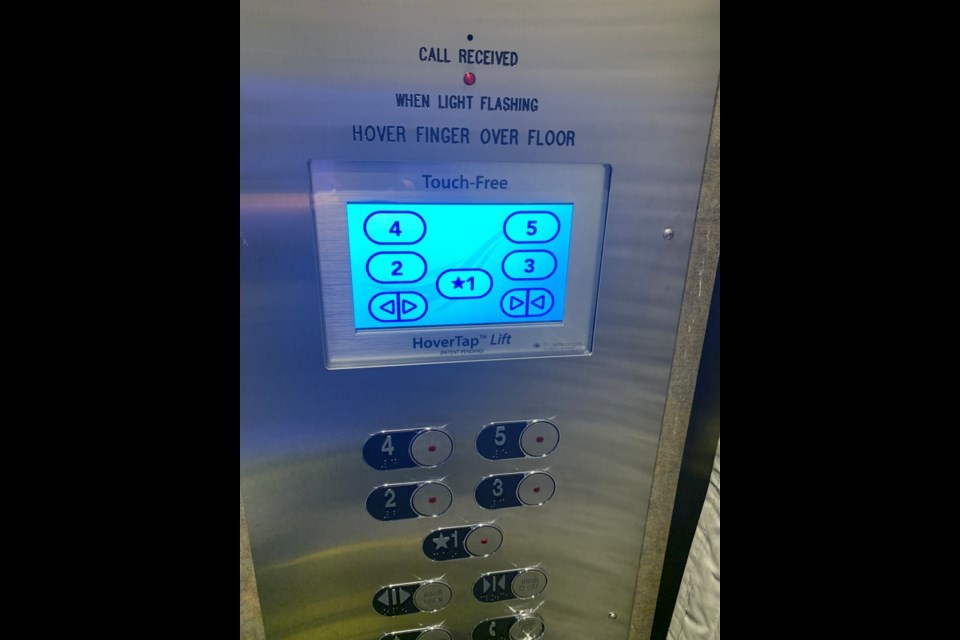 CALL RECEIVED
WHEN LIGHT FLASHING
HOVER FINGER OVER FLOOR
Touch-Free
4 5
2 3
★1
HoverTap™ Lift
PATENT PENDING
4 5
2 3
★1